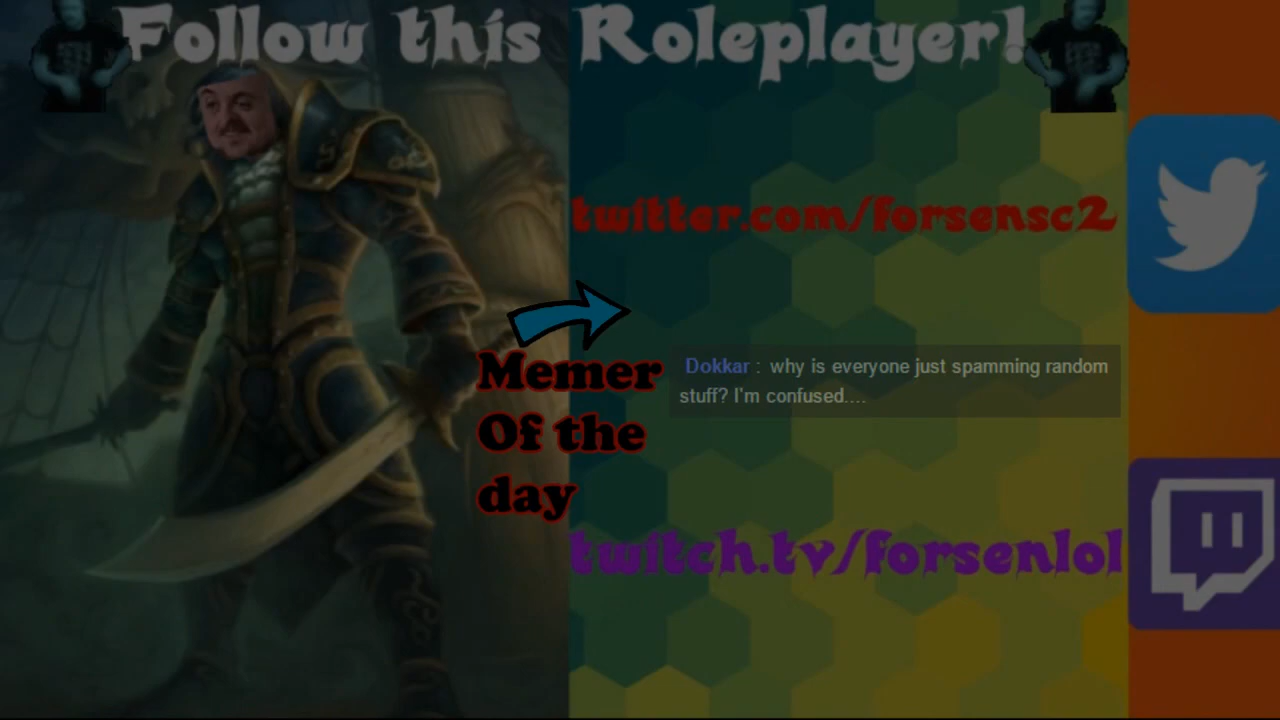 Follow this Roleplayer!
twitter.com/forsensc2
Memer
Of the
day
Dokkar : why is everyone just spamming random
stuff? I'm confused....
twitch.tv/forsenlol